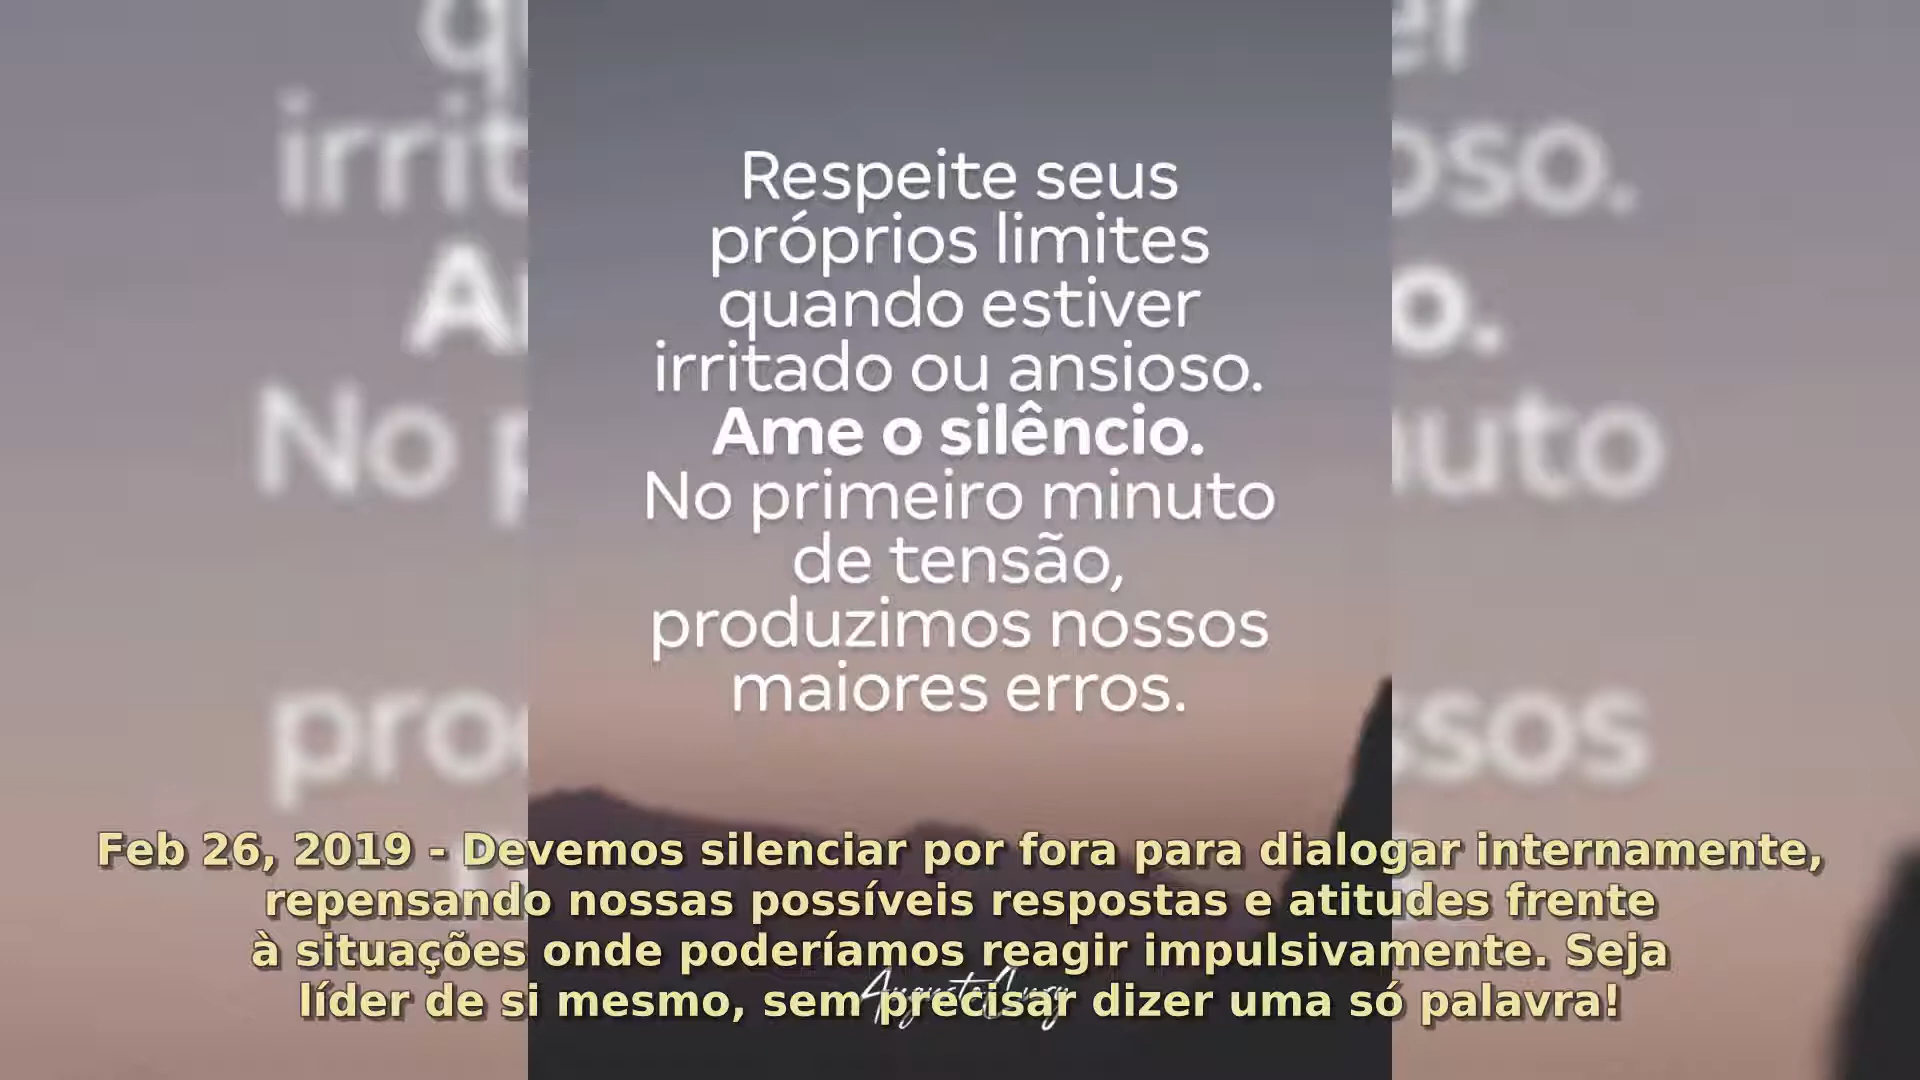 Respeite seus
próprios limites
quando estiver
irritado ou ansioso.
Ame o silêncio.
No primeiro minuto
de tensão,
produzimos nossos
maiores erros.
Feb 26, 2019 - Devemos silenciar por fora para dialogar internamente,
repensando nossas possíveis respostas e atitudes frente
à situações onde poderíamos reagir impulsivamente. Seja
líder de si mesmo, sem precisar dizer uma só palavra!
Augusto Cury